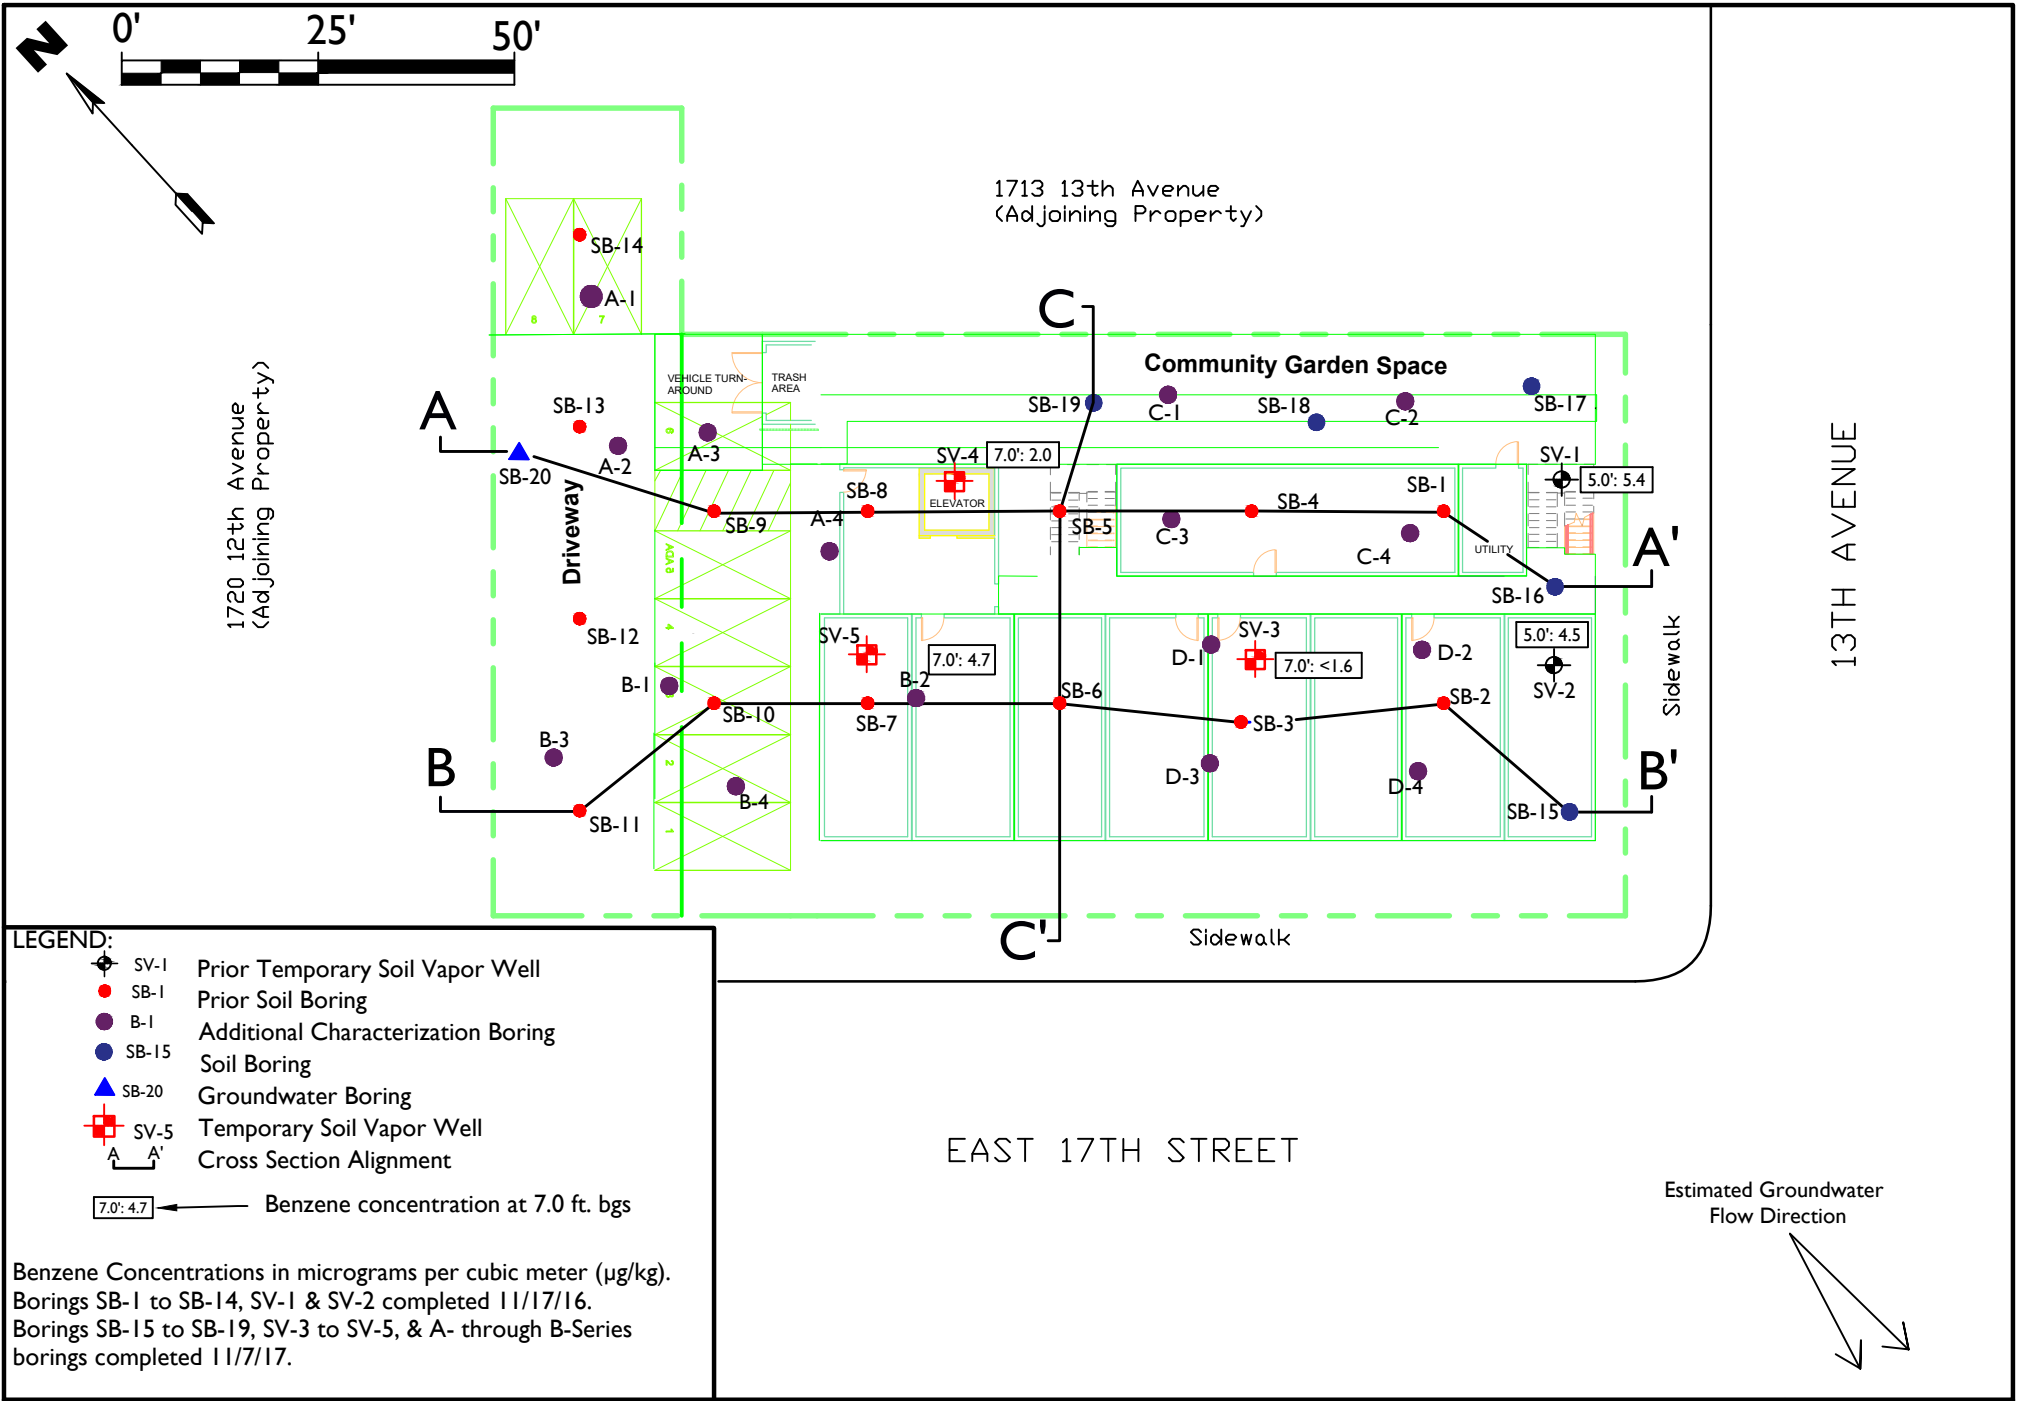 N
0' 25' 50'
1713 13th Avenue
(Adjoining Property)
1720 12th Avenue
(Adjoining Property)
SB-14
A-1
8 7
C
Community Garden Space
VEHICLE TURN-
AROUND
TRASH
AREA
A
SB-13
A-2
SB-20
6
A-3
SB-19
C-1
SB-18
C-2
SB-17
SV-4
7.0': 2.0
ELEVATOR
SV-1
5.0': 5.4
Driveway
SB-9
SB-8
A-4
SB-5
C-3
SB-4
SB-1
C-4
UTILITY
A'
SB-16
ADA 5
SB-12
4
SV-5
7.0': 4.7
D-1
SV-3
7.0': <1.6
D-2
5.0': 4.5
SV-2
B-1
B-2
SB-10
SB-7
SB-6
SB-3
SB-2
B
B-3
2
B-4
D-3
D-4
B'
SB-15
SB-11
1
C'
Sidewalk
Sidewalk
13TH AVENUE
EAST 17TH STREET
Estimated Groundwater
Flow Direction
LEGEND:
SV-1 Prior Temporary Soil Vapor Well
SB-1 Prior Soil Boring
B-1 Additional Characterization Boring
SB-15 Soil Boring
SB-20 Groundwater Boring
SV-5 Temporary Soil Vapor Well
A A' Cross Section Alignment
7.0': 4.7 Benzene concentration at 7.0 ft. bgs
Benzene Concentrations in micrograms per cubic meter (µg/kg).
Borings SB-1 to SB-14, SV-1 & SV-2 completed 11/17/16.
Borings SB-15 to SB-19, SV-3 to SV-5, & A- through B-Series
borings completed 11/7/17.